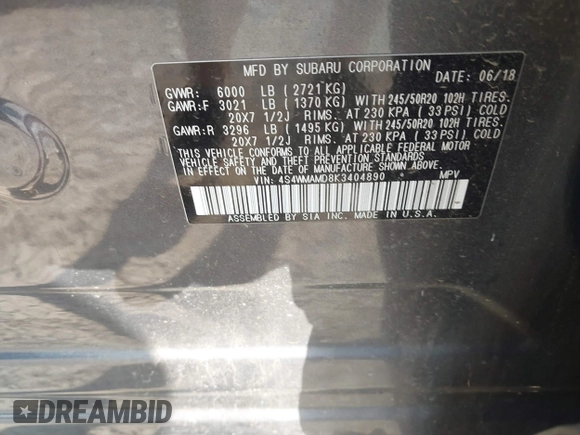 MFD BY SUBARU CORPORATION
DATE: 06/18
GVWR: 6000 LB (2721 KG)
GAWR:F 3021 LB (1370 KG) WITH 245/50R20 102H TIRES.
20X7 1/2J RIMS AT 230 KPA (33 PSI) COLD
GAWR:R 3296 LB (1495 KG) WITH 245/50R20 102H TIRES.
20X7 1/2J RIMS AT 230 KPA (33 PSI) COLD
THIS VEHICLE CONFORMS TO ALL APPLICABLE FEDERAL MOTOR
VEHICLE SAFETY AND THEFT PREVENTION STANDARDS
IN EFFECT ON THE DATE OF MANUFACTURE SHOWN ABOVE.
VIN: 4S4WMAMD8K3404890 MPV
ASSEMBLED BY SIA INC. MADE IN U.S.A.
DREAMBID